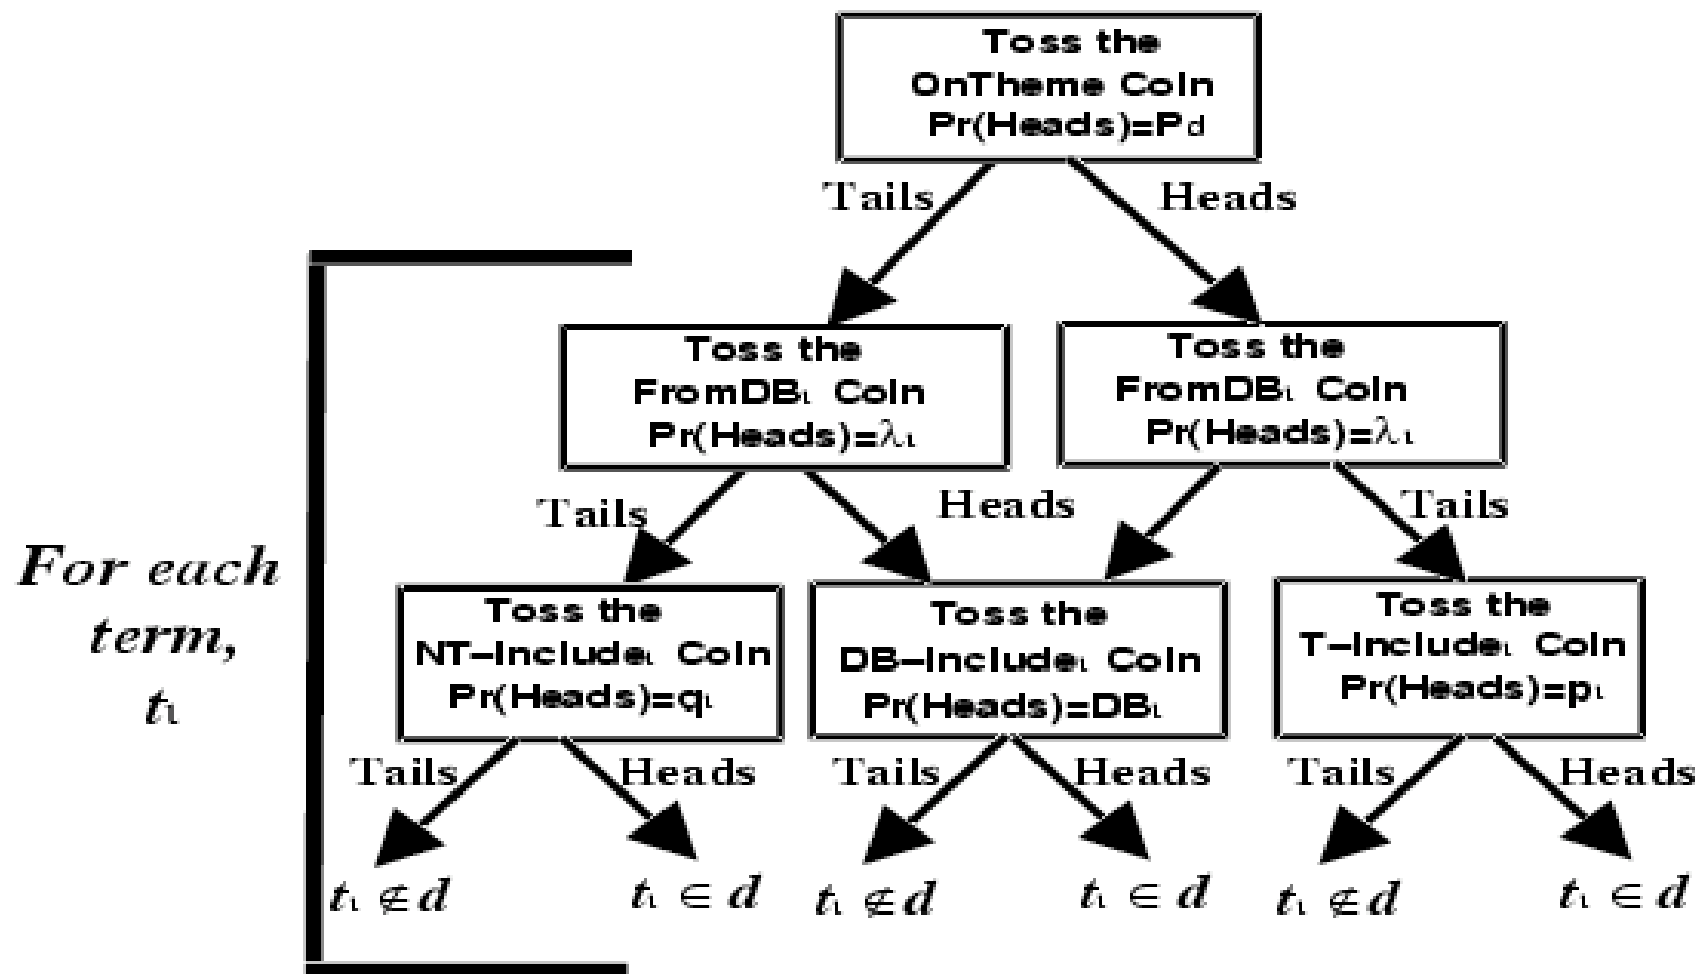 Toss the
OnTheme Coin
Pr(Heads)=Pd
Tails
Heads
Toss the
FromDBι Coin
Pr(Heads)=λι
Toss the
FromDBι Coin
Pr(Heads)=λι
Tails
Heads
Tails
For each
term,
tι
Toss the
NT-Includeι Coin
Pr(Heads)=qι
Toss the
DB-Includeι Coin
Pr(Heads)=DBι
Toss the
T-Includeι Coin
Pr(Heads)=pι
Tails
Heads
Tails
Heads
Tails
Heads
tι ∉ d
tι ∈ d
tι ∉ d
tι ∈ d
tι ∉ d
tι ∈ d